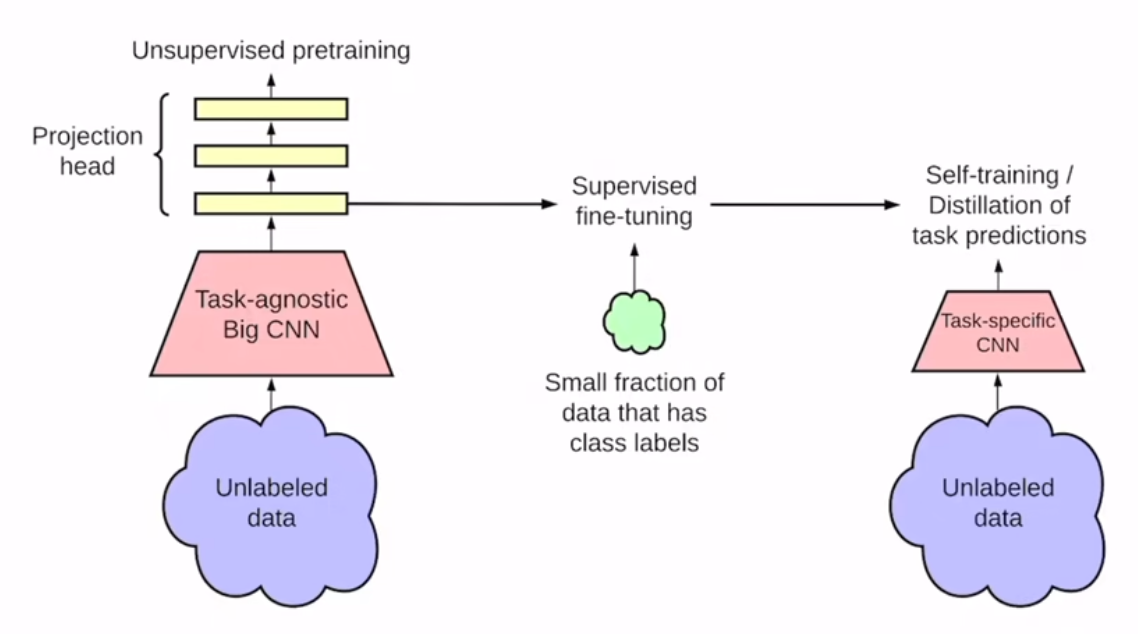 Unsupervised pretraining
Projection
head
Task-agnostic
Big CNN
Unlabeled
data
Supervised
fine-tuning
Small fraction of
data that has
class labels
Self-training /
Distillation of
task predictions
Task-specific
CNN
Unlabeled
data